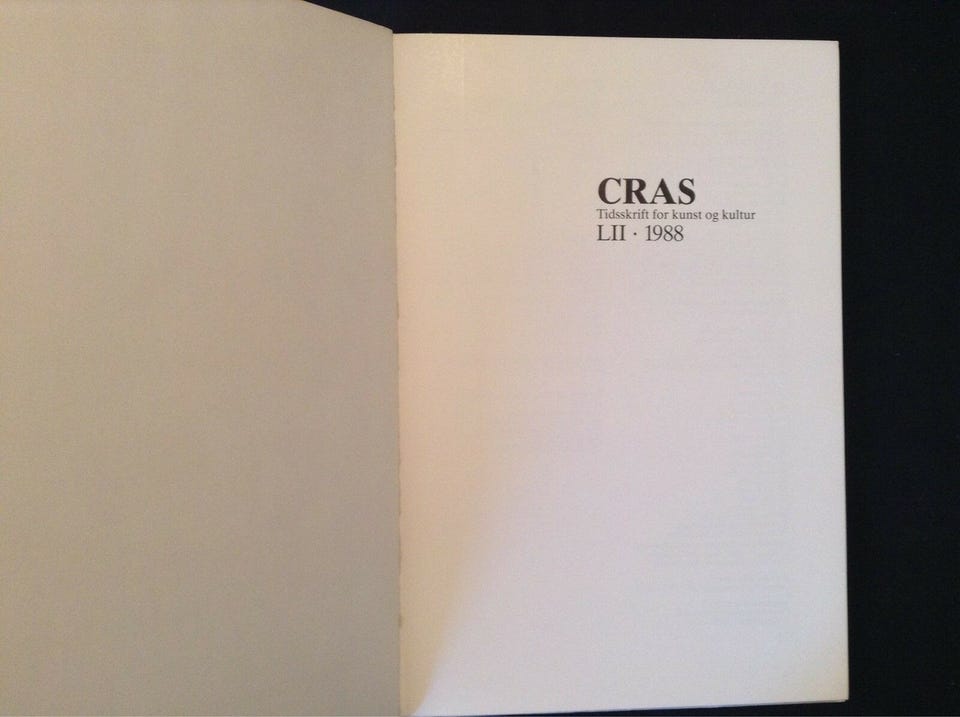 CRAS
Tidsskrift for kunst og kultur
LII · 1988